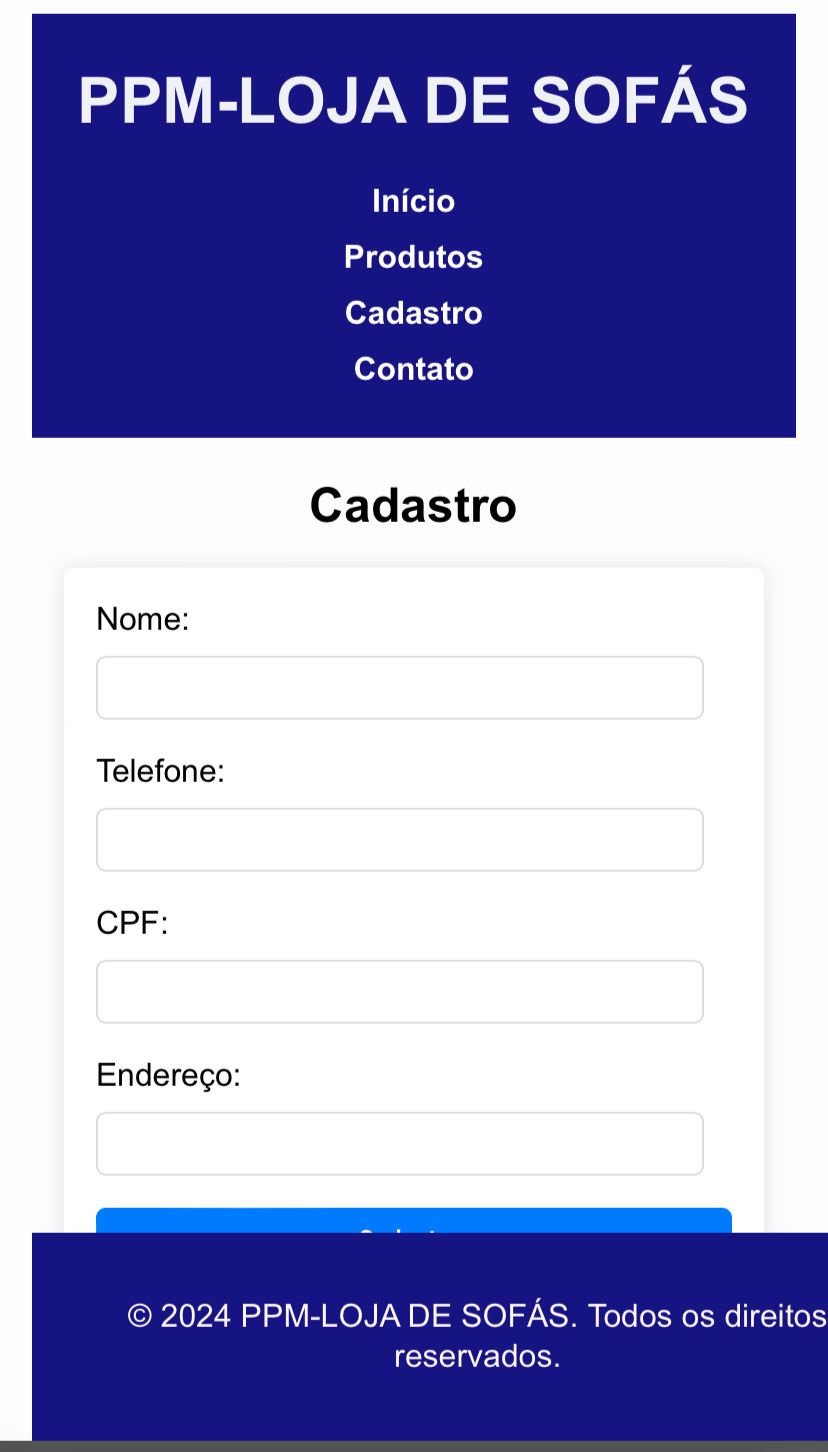 PPM-LOJA DE SOFÁS
Início
Produtos
Cadastro
Contato
Cadastro
Nome:
Telefone:
CPF:
Endereço:
© 2024 PPM-LOJA DE SOFÁS. Todos os direitos
reservados.